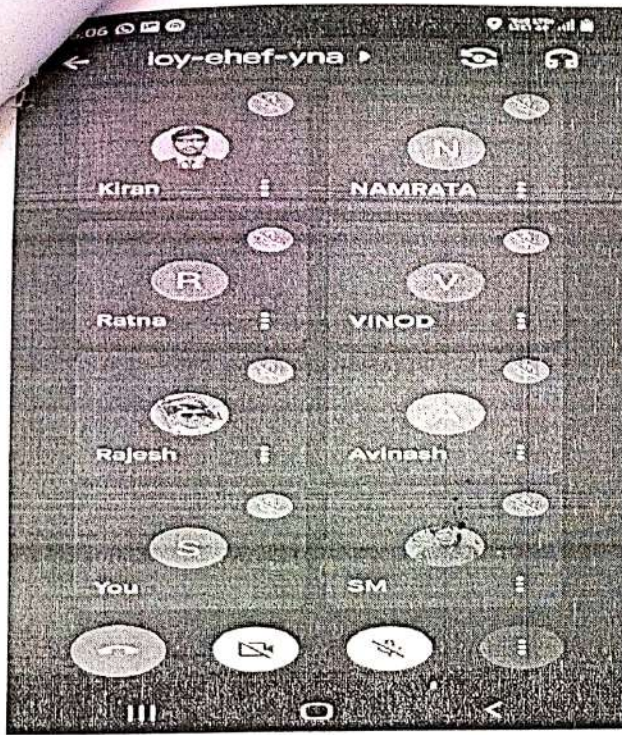 ioy-ehef-yna
Kiran
N
NAMRATA
R
Ratna
V
VINOD
Rajesh
A
Avinash
S
You
SM